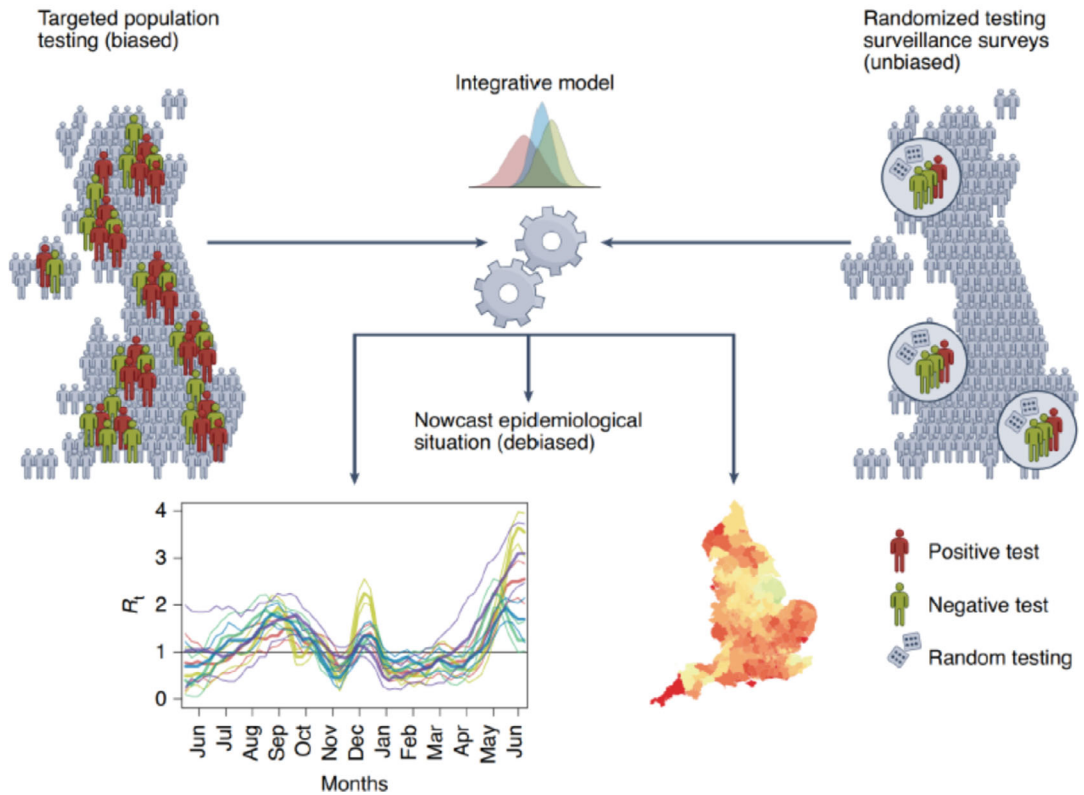 Targeted population
testing (biased)
Randomized testing
surveillance surveys
(unbiased)
Integrative model
Nowcast epidemiological
situation (debiased)
4
3
2
1
0
Rt
Jun
Jul
Aug
Sep
Oct
Nov
Dec
Jan
Feb
Mar
Apr
May
Jun
Months
Positive test
Negative test
Random testing